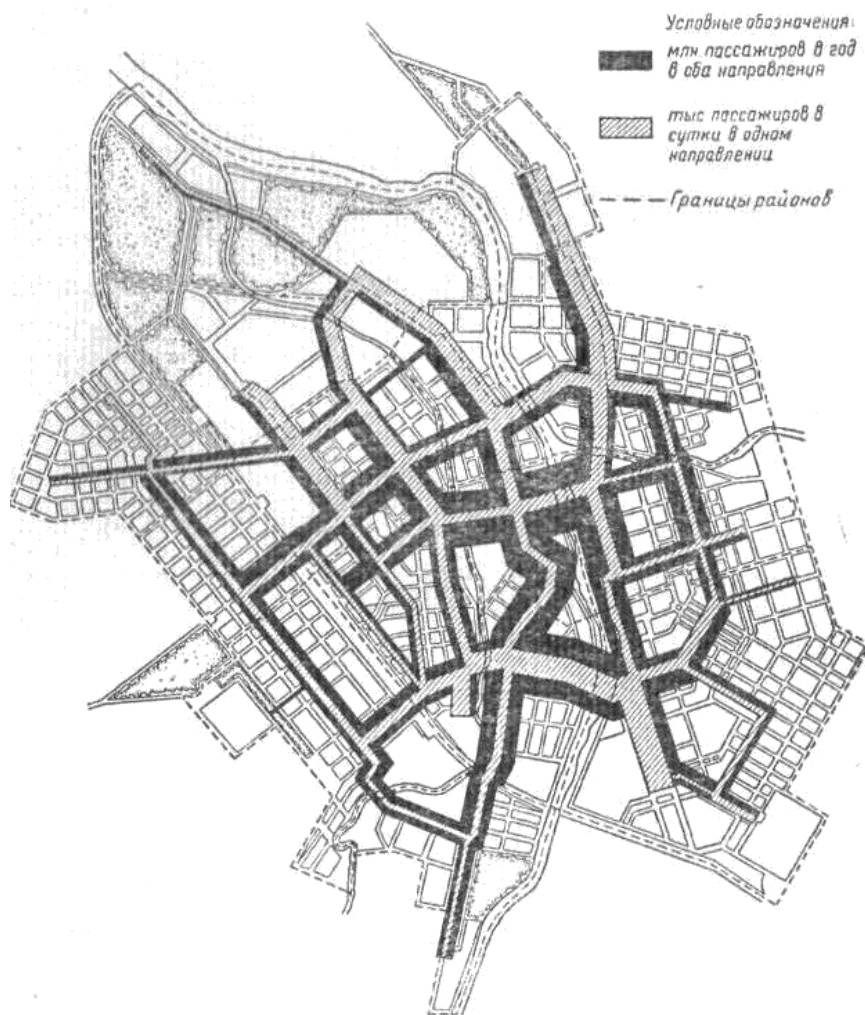 Условные обозначения:
млн. пассажиров в год
в оба направления
тыс пассажиров в
сутки в одном
направлении
Границы районов